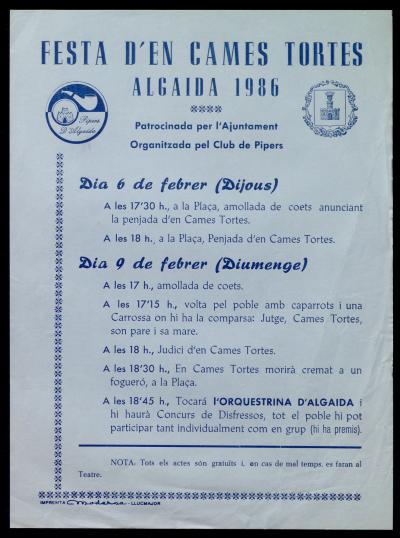 FESTA D'EN CAMES TORTES
ALGAIDA 1986
Pipers
D'Algaida
Patrocinada per l'Ajuntament
Organitzada pel Club de Pipers
Dia 6 de febrer (Dijous)
A les 17'30 h., a la Plaça, amollada de coets anunciant
la penjada d'en Cames Tortes.
A les 18 h., a la Plaça, Penjada d'en Cames Tortes.
Dia 9 de febrer (Diumenge)
A les 17 h., amollada de coets.
A les 17'15 h., volta pel poble amb caparrots i una
Carrossa on hi ha la comparsa: Jutge, Cames Tortes,
son pare i sa mare.
A les 18 h., Judici d'en Cames Tortes.
A les 18'30 h., En Cames Tortes morirà cremat a un
fogueró, a la Plaça.
A les 18'45 h., Tocará l'ORQUESTRINA D'ALGAIDA i
hi haurà Concurs de Disfressos, tot el poble hi pot
participar tant individualment com en grup (hi ha premis).
NOTA. Tots els actes són gratuïts i, en cas de mal temps, es faran al
Teatre.
IMPRENTA Moderna - LLUCMAJOR